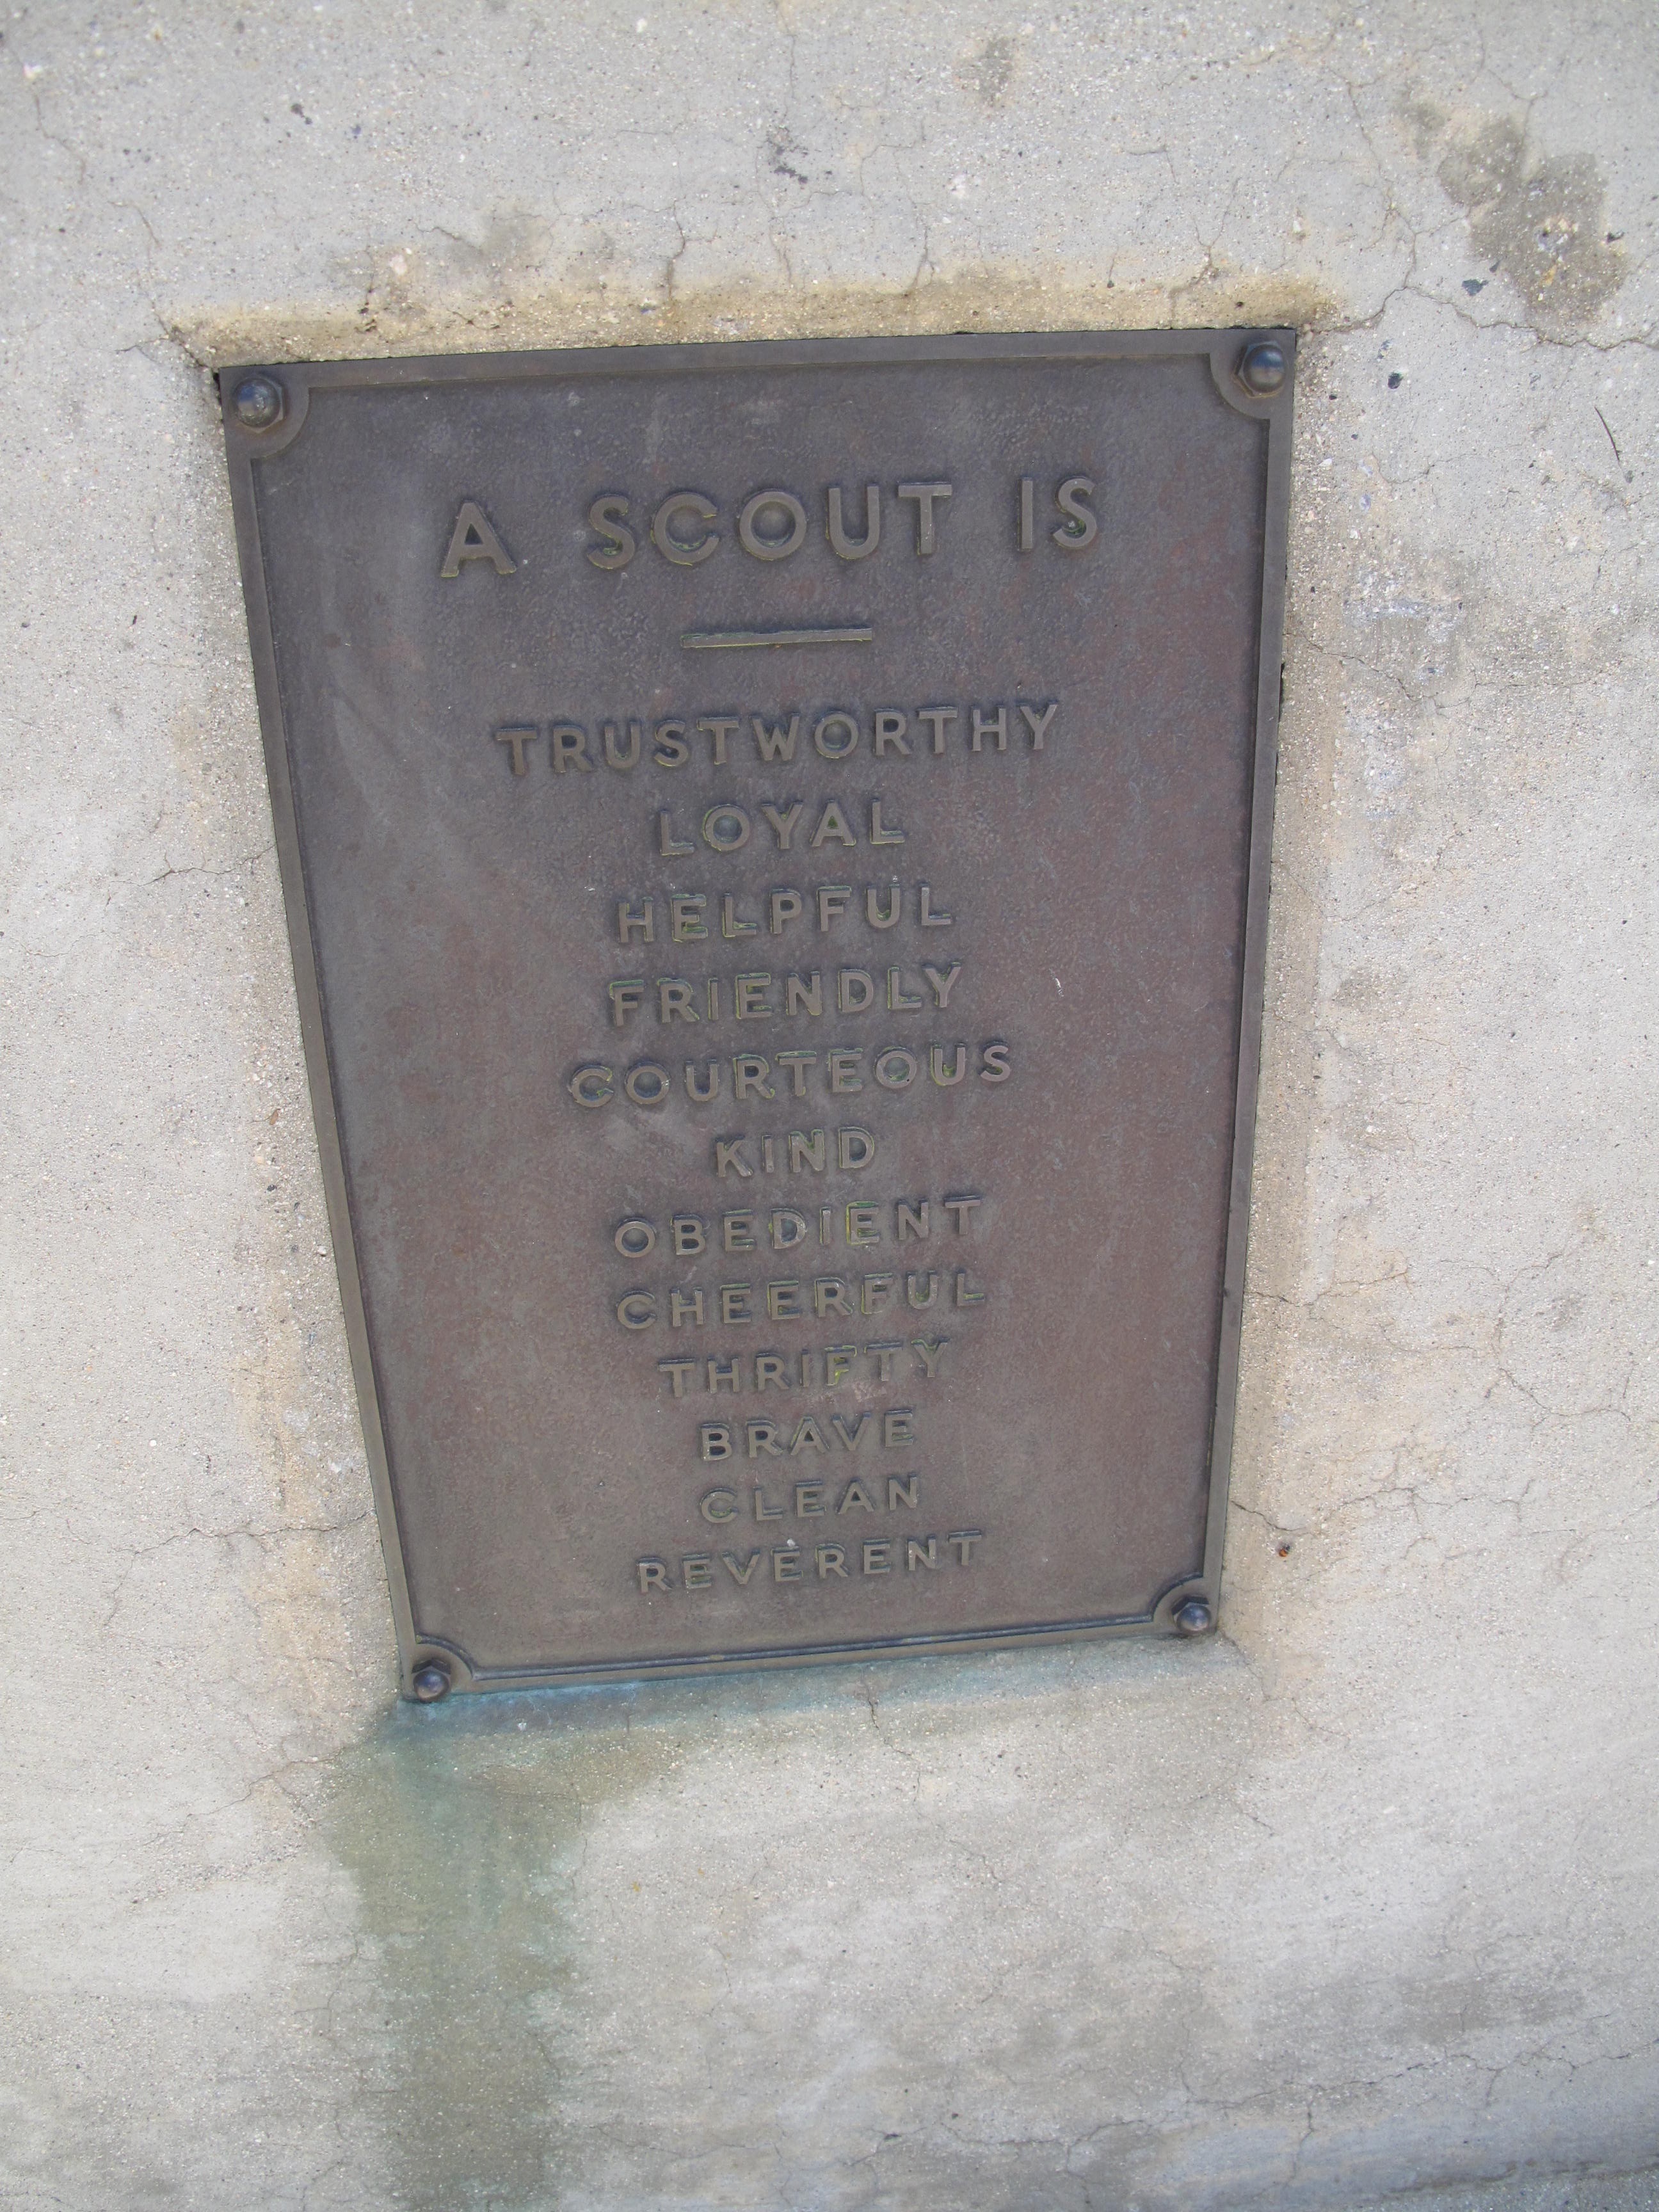 A SCOUT IS
TRUSTWORTHY
LOYAL
HELPFUL
FRIENDLY
COURTEOUS
KIND
OBEDIENT
CHEERFUL
THRIFTY
BRAVE
CLEAN
REVERENT